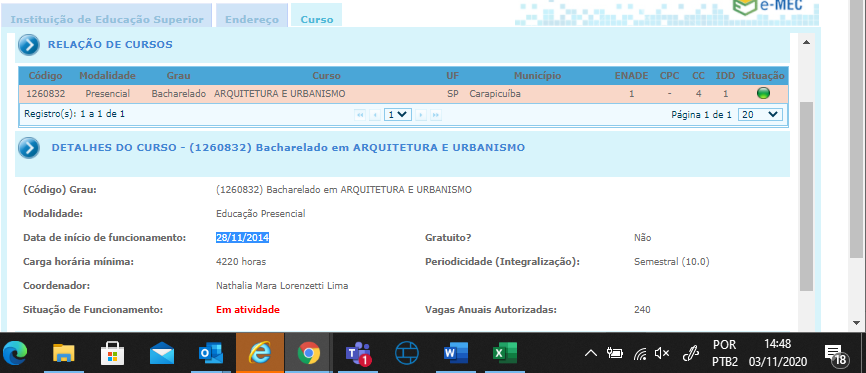 e-MEC
Instituição de Educação Superior Endereço Curso
RELAÇÃO DE CURSOS
Código Modalidade Grau Curso UF Município ENADE CPC CC IDD Situação
1260832 Presencial Bacharelado ARQUITETURA E URBANISMO SP Carapicuíba 1 - 4 1
Registro(s): 1 a 1 de 1 1 Página 1 de 1 20
DETALHES DO CURSO - (1260832) Bacharelado em ARQUITETURA E URBANISMO
(Código) Grau: (1260832) Bacharelado em ARQUITETURA E URBANISMO
Modalidade: Educação Presencial
Data de início de funcionamento: 28/11/2014 Gratuito? Não
Carga horária mínima: 4220 horas Periodicidade (Integralização): Semestral (10.0)
Coordenador: Nathalia Mara Lorenzetti Lima
Situação de Funcionamento: Em atividade Vagas Anuais Autorizadas: 240
POR 14:48
PTB2 03/11/2020 18